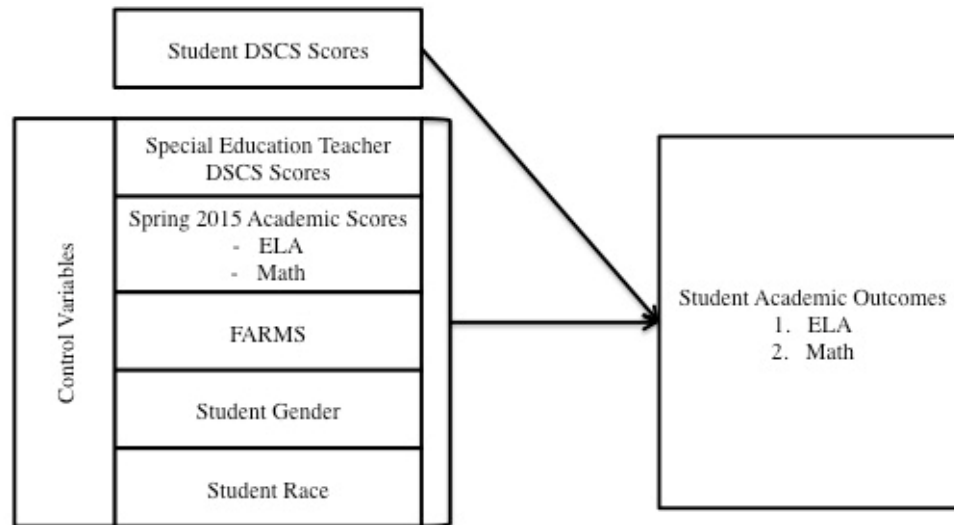 Student DSCS Scores
Control Variables
Special Education Teacher
DSCS Scores
Spring 2015 Academic Scores
- ELA
- Math
FARMS
Student Gender
Student Race
Student Academic Outcomes
1. ELA
2. Math